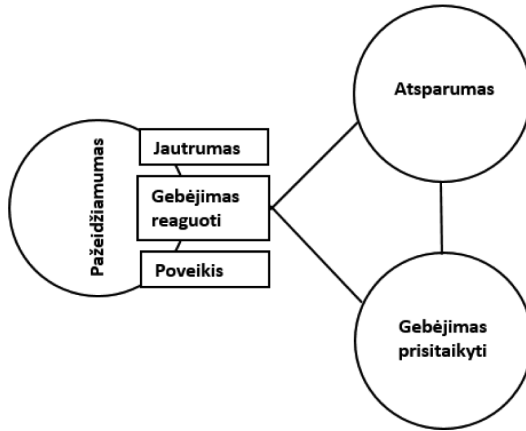 Pažeidžiamumas
Jautrumas
Gebėjimas
reaguoti
Poveikis
Atsparumas
Gebėjimas
prisitaikyti